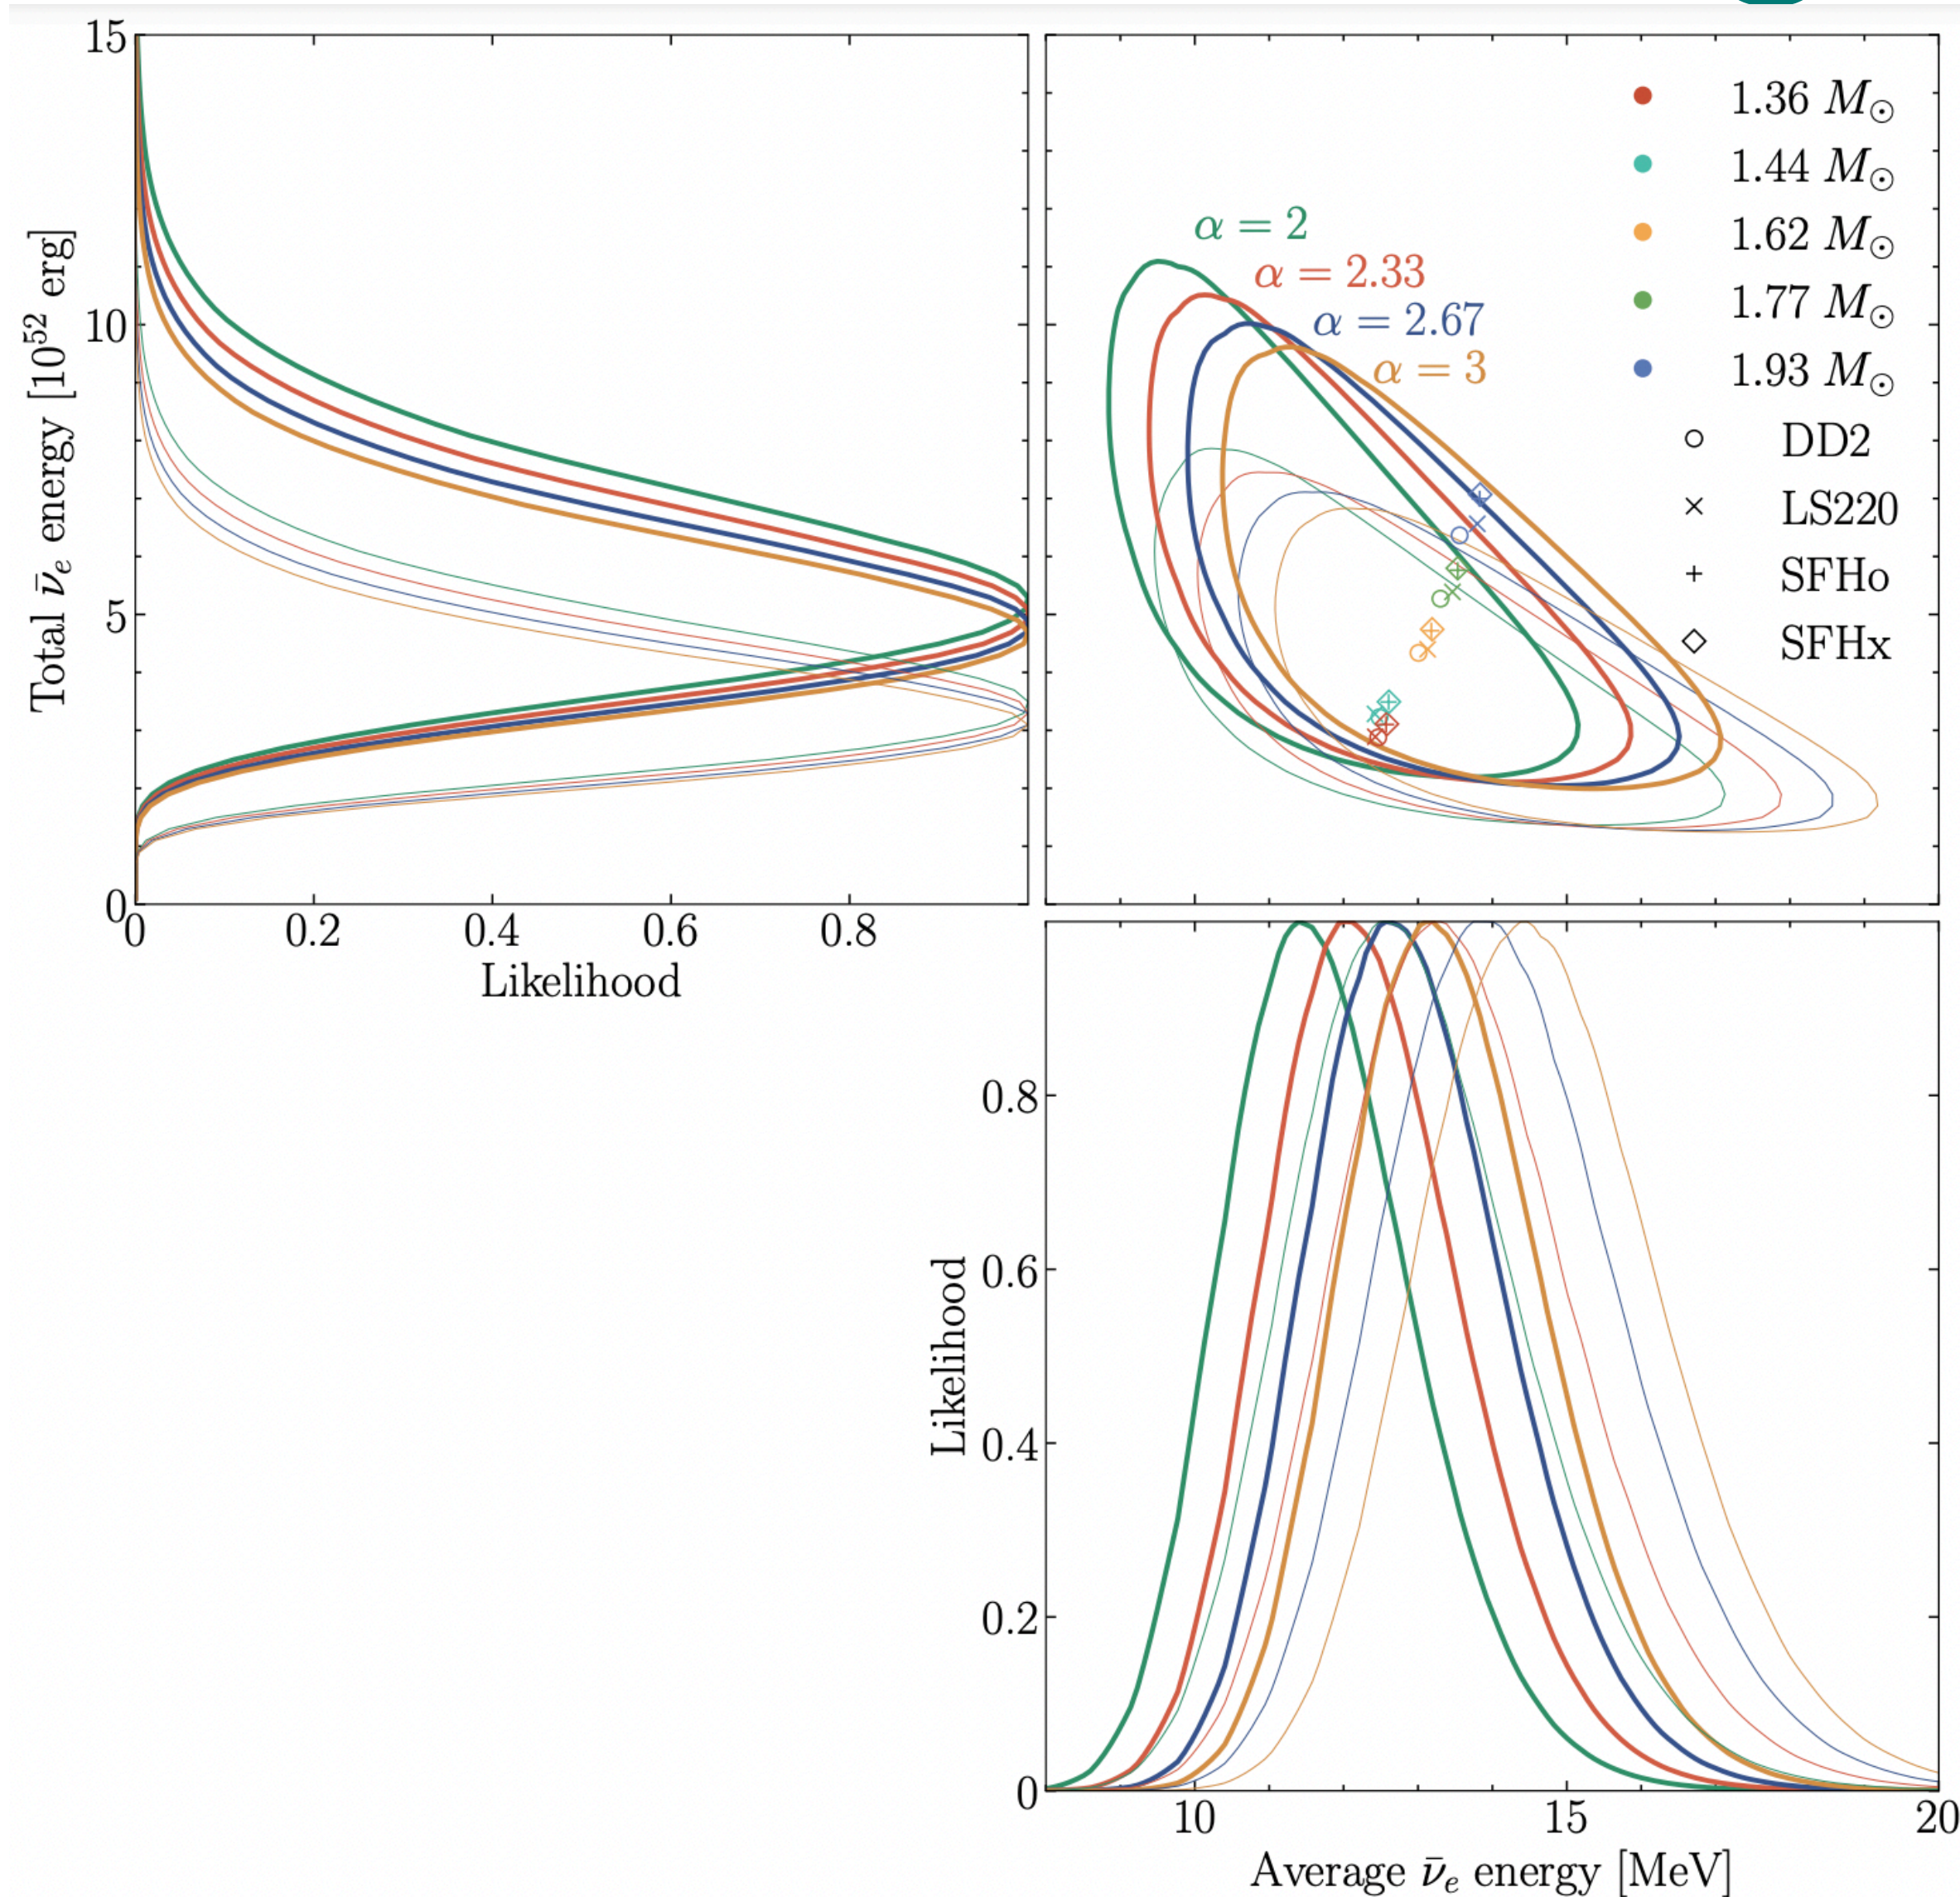 15
10
5
0
Total ν̄ₑ energy [10⁵² erg]
0 0.2 0.4 0.6 0.8
Likelihood
α = 2
α = 2.33
α = 2.67
α = 3
1.36 M⊙
1.44 M⊙
1.62 M⊙
1.77 M⊙
1.93 M⊙
DD2
LS220
SFHo
SFHx
0.8
0.6
0.4
0.2
0
Likelihood
10 15 20
Average ν̄ₑ energy [MeV]